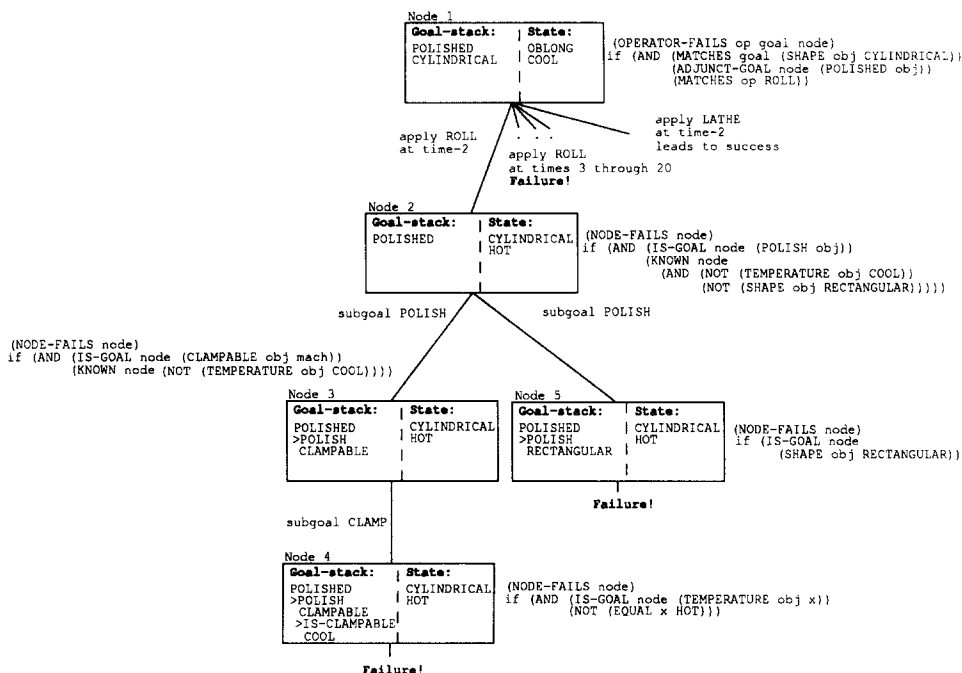 Node 1
Goal-stack: State:
POLISHED OBLONG
CYLINDRICAL COOL
(OPERATOR-FAILS op goal node)
if (AND (MATCHES goal (SHAPE obj CYLINDRICAL))
(ADJUNCT-GOAL node (POLISHED obj))
(MATCHES op ROLL))
apply ROLL
at time-2
. . .
apply ROLL
at times 3 through 20
Failure!
apply LATHE
at time-2
leads to success
Node 2
Goal-stack: State:
POLISHED CYLINDRICAL
HOT
(NODE-FAILS node)
if (AND (IS-GOAL node (POLISH obj))
(KNOWN node
(AND (NOT (TEMPERATURE obj COOL))
(NOT (SHAPE obj RECTANGULAR)))))
subgoal POLISH subgoal POLISH
(NODE-FAILS node)
if (AND (IS-GOAL node (CLAMPABLE obj mach))
(KNOWN node (NOT (TEMPERATURE obj COOL))))
Node 3
Goal-stack: State:
POLISHED CYLINDRICAL
>POLISH HOT
CLAMPABLE
Node 5
Goal-stack: State:
POLISHED CYLINDRICAL
>POLISH HOT
RECTANGULAR
(NODE-FAILS node)
if (IS-GOAL node
(SHAPE obj RECTANGULAR))
Failure!
subgoal CLAMP
Node 4
Goal-stack: State:
POLISHED CYLINDRICAL
>POLISH HOT
CLAMPABLE
>IS-CLAMPABLE
COOL
(NODE-FAILS node)
if (AND (IS-GOAL node (TEMPERATURE obj x))
(NOT (EQUAL x HOT)))
Failure!